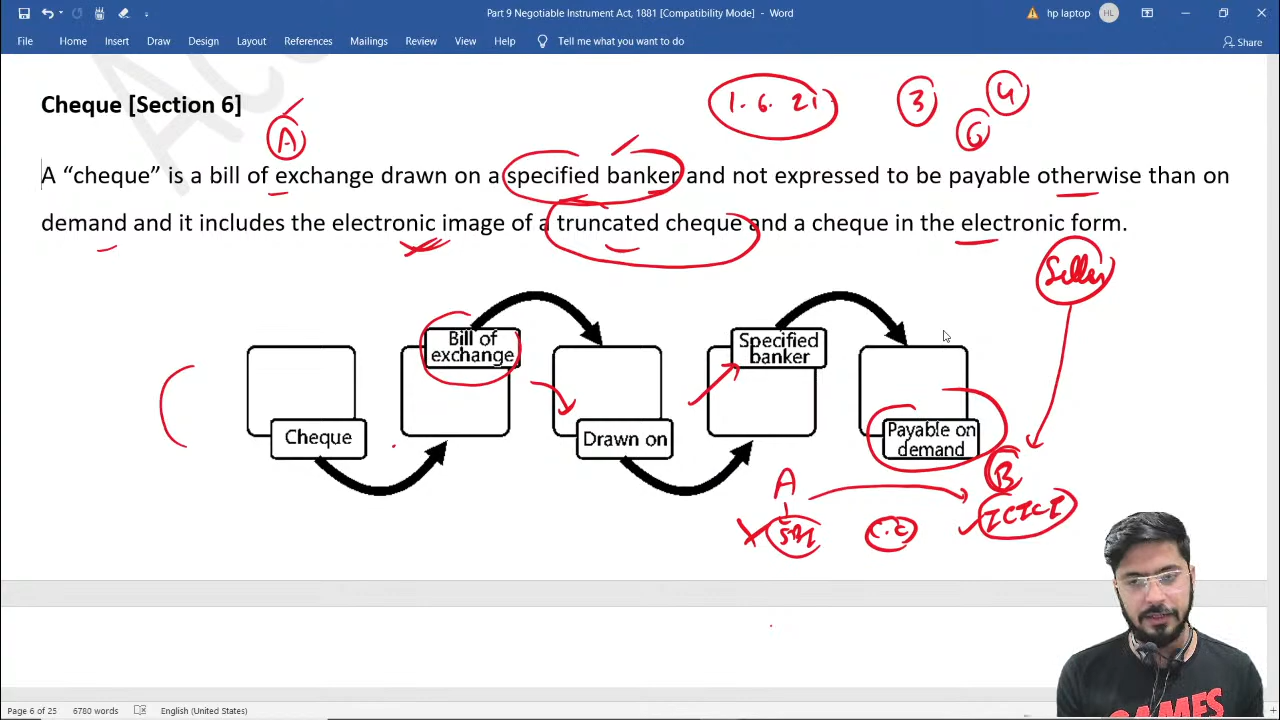 Part 9 Negotiable Instrument Act, 1881 [Compatibility Mode] - Word
hp laptop
HL
File Home Insert Draw Design Layout References Mailings Review View Help Tell me what you want to do
Share
Cheque [Section 6]
1. 6. 21
3
4
6
A
A “cheque” is a bill of exchange drawn on a specified banker and not expressed to be payable otherwise than on
demand and it includes the electronic image of a truncated cheque and a cheque in the electronic form.
Seller
Bill of
exchange
Specified
banker
Cheque
Drawn on
Payable on
demand
A
B
SBI
C.C
ICICI
GAMES
Page 6 of 25 6780 words English (United States)